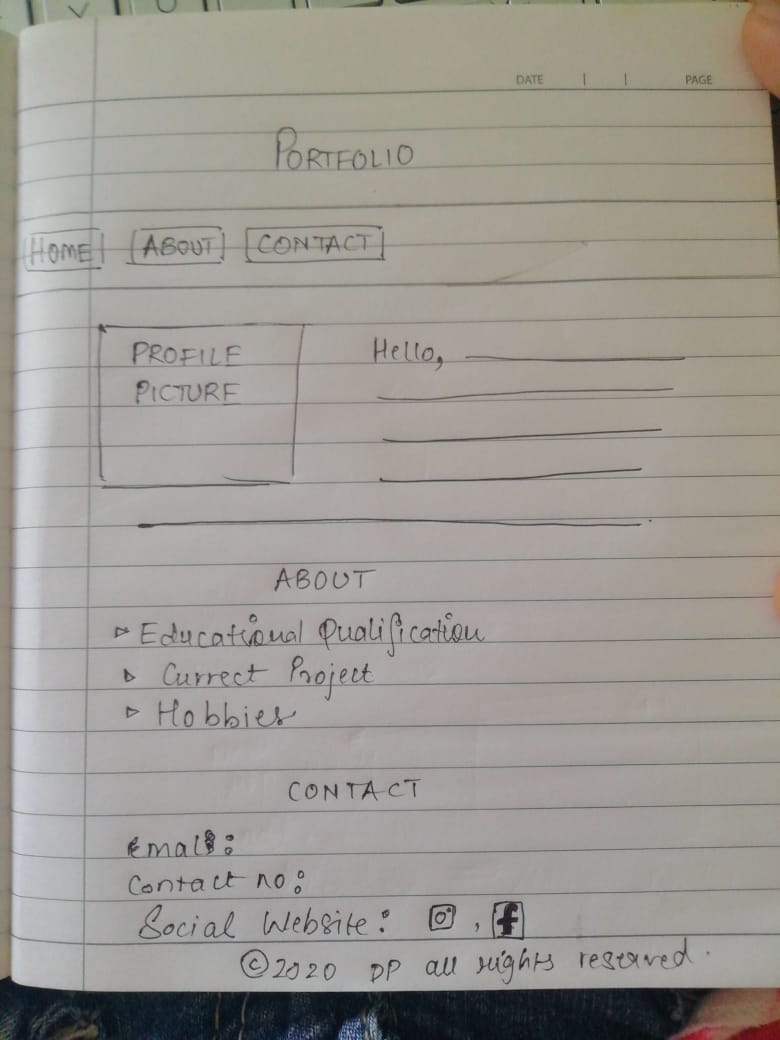 DATE | | PAGE
PORTFOLIO
HOME ABOUT CONTACT
PROFILE Hello,
PICTURE
ABOUT
▹ Educational Qualification
▹ Currect Project
▹ Hobbies
CONTACT
Email:
Contact no:
Social Website: , f
©2020 DP all rights reserved.